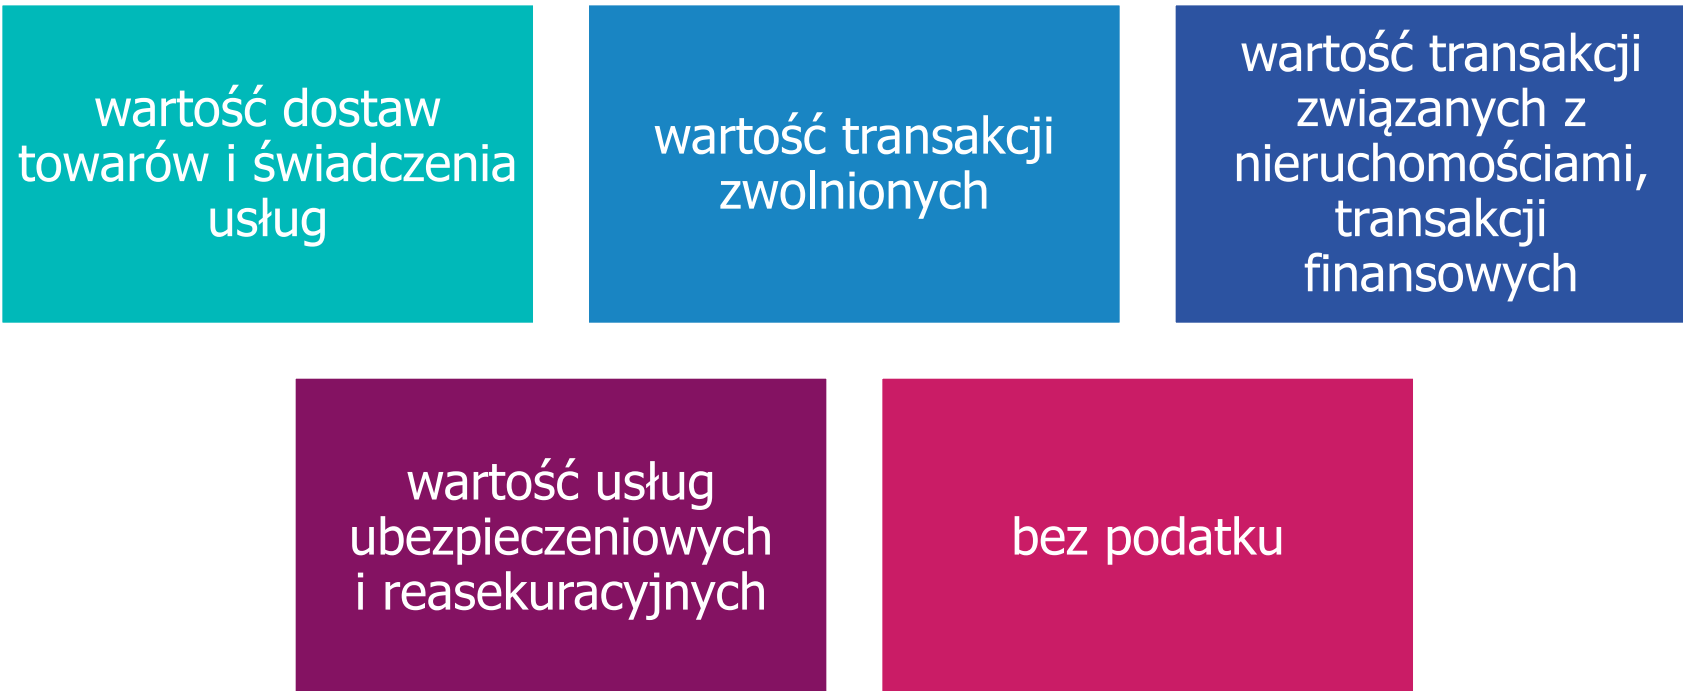 wartość dostaw
towarów i świadczenia
usług
wartość transakcji
zwolnionych
wartość transakcji
związanych z
nieruchomościami,
transakcji
finansowych
wartość usług
ubezpieczeniowych
i reasekuracyjnych
bez podatku